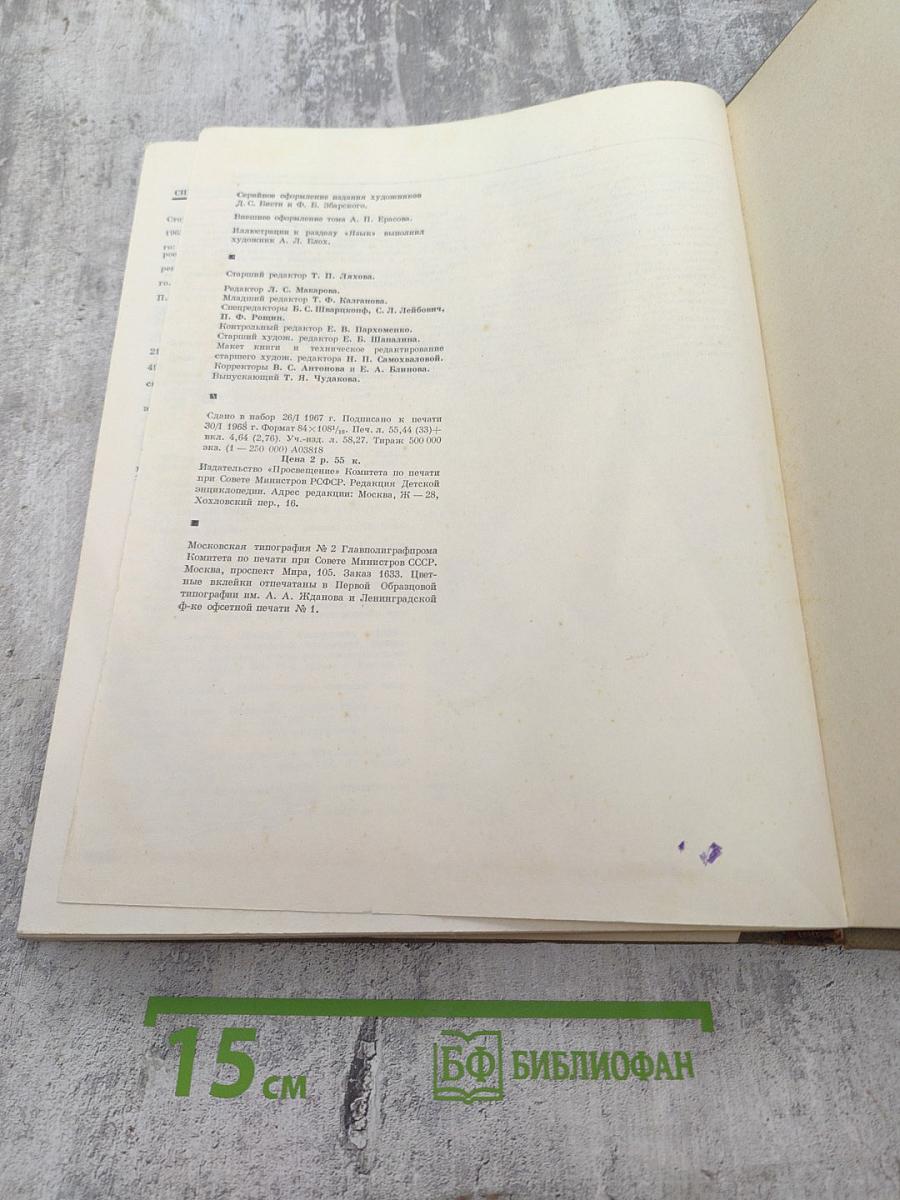 Серийное оформление издания художников
Д. С. Бисти и Ф. Б. Збарского.
Внешнее оформление тома А. П. Ерасова.
Иллюстрации к разделу «Язык» выполнил
художник А. Л. Блох.
Старший редактор Т. П. Ляхова.
Редактор Л. С. Макарова.
Младший редактор Т. Ф. Калганова.
Спецредакторы Б. С. Шварцкопф, С. Л. Лейбович,
П. Ф. Рощин.
Контрольный редактор Е. В. Пархоменко.
Старший худож. редактор Е. Б. Шапалина.
Макет книги и техническое редактирование
старшего худож. редактора Н. П. Самохваловой.
Корректоры В. С. Антонова и Е. А. Блинова.
Выпускающий Т. Я. Чудакова.
Сдано в набор 26/I 1967 г. Подписано к печати
30/I 1968 г. Формат 84×108¹/₁₆. Печ. л. 55,44 (33)+
вкл. 4,64 (2,76). Уч.-изд. л. 58,27. Тираж 500 000
экз. (1 — 250 000) А03818
Цена 2 р. 55 к.
Издательство «Просвещение» Комитета по печати
при Совете Министров РСФСР. Редакция Детской
энциклопедии. Адрес редакции: Москва, Ж — 28,
Хохловский пер., 16.
Московская типография № 2 Главполиграфпрома
Комитета по печати при Совете Министров СССР.
Москва, проспект Мира, 105. Заказ 1633. Цвет-
ные вклейки отпечатаны в Первой Образцовой
типографии им. А. А. Жданова и Ленинградской
ф-ке офсетной печати № 1.
15 см
БФ БИБЛИОФАН